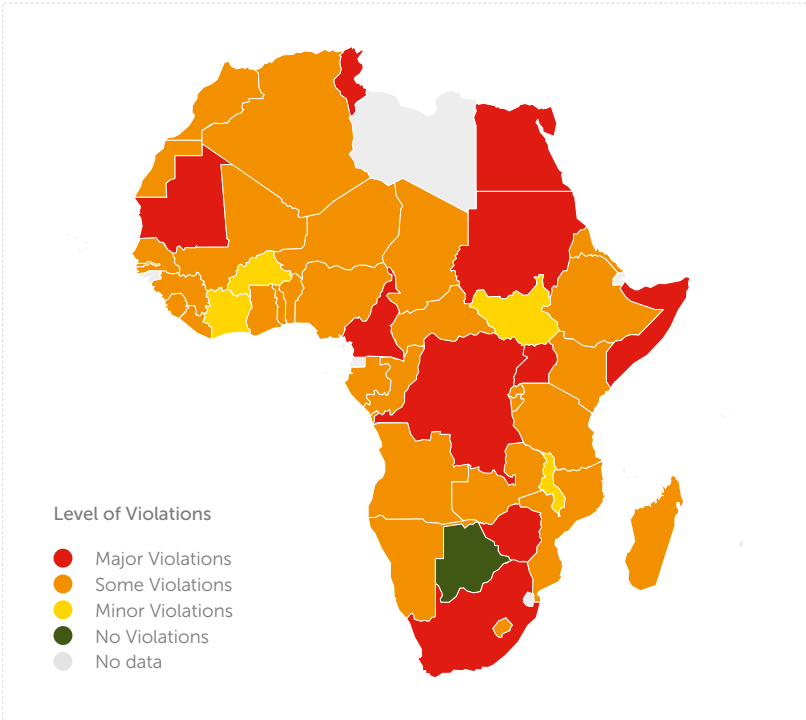 Level of Violations
Major Violations
Some Violations
Minor Violations
No Violations
No data